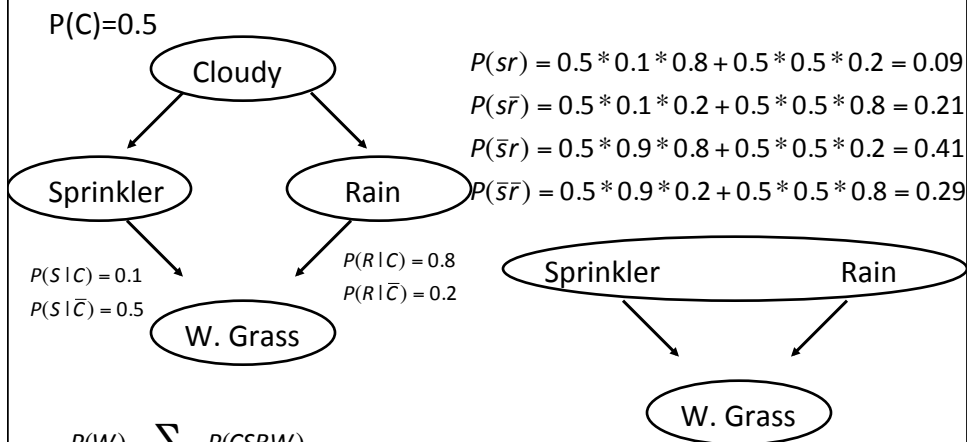 P(C)=0.5
Cloudy
Sprinkler
Rain
P(S | C) = 0.1
P(S | C̄) = 0.5
P(R | C) = 0.8
P(R | C̄) = 0.2
W. Grass
P(sr) = 0.5 * 0.1 * 0.8 + 0.5 * 0.5 * 0.2 = 0.09
P(sr̄) = 0.5 * 0.1 * 0.2 + 0.5 * 0.5 * 0.8 = 0.21
P(s̄r) = 0.5 * 0.9 * 0.8 + 0.5 * 0.5 * 0.2 = 0.41
P(s̄r̄) = 0.5 * 0.9 * 0.2 + 0.5 * 0.5 * 0.8 = 0.29
Sprinkler Rain
W. Grass
P(W) ∑ P(CSRW)